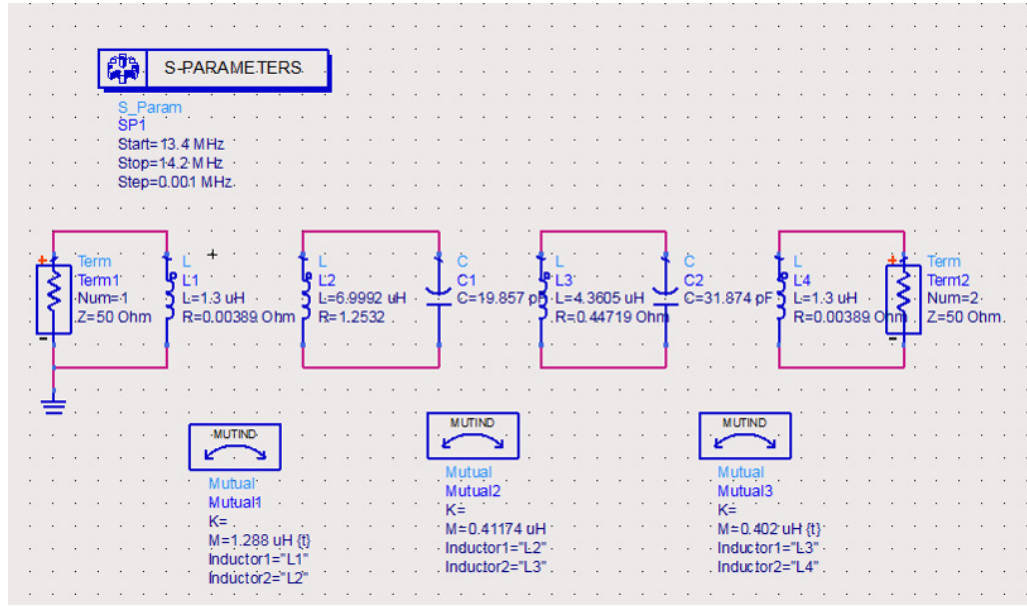 S-PARAMETERS
S_Param
SP1
Start=13.4 MHz
Stop=14.2 MHz
Step=0.001 MHz
+
Term
Term1
Num=1
Z=50 Ohm
-
L
L1
L=1.3 uH
R=0.00389 Ohm
L
L2
L=6.9992 uH
R=1.2532
C
C1
C=19.857 pF
L
L3
L=4.3605 uH
R=0.44719 Ohm
C
C2
C=31.874 pF
L
L4
L=1.3 uH
R=0.00389 Ohm
+
Term
Term2
Num=2
Z=50 Ohm
-
MUTIND
Mutual
Mutual1
K=
M=1.288 uH {t}
Inductor1="L1"
Inductor2="L2"
MUTIND
Mutual
Mutual2
K=
M=0.41174 uH
Inductor1="L2"
Inductor2="L3"
MUTIND
Mutual
Mutual3
K=
M=0.402 uH {t}
Inductor1="L3"
Inductor2="L4"